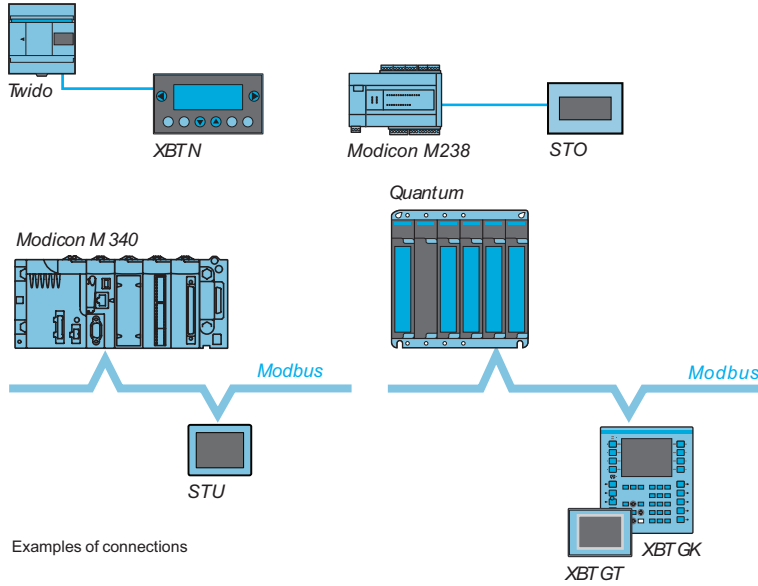 Twido
XBT N
Modicon M238
STO
Quantum
Modicon M 340
Modbus
Modbus
STU
Examples of connections
XBT GK
XBT GT